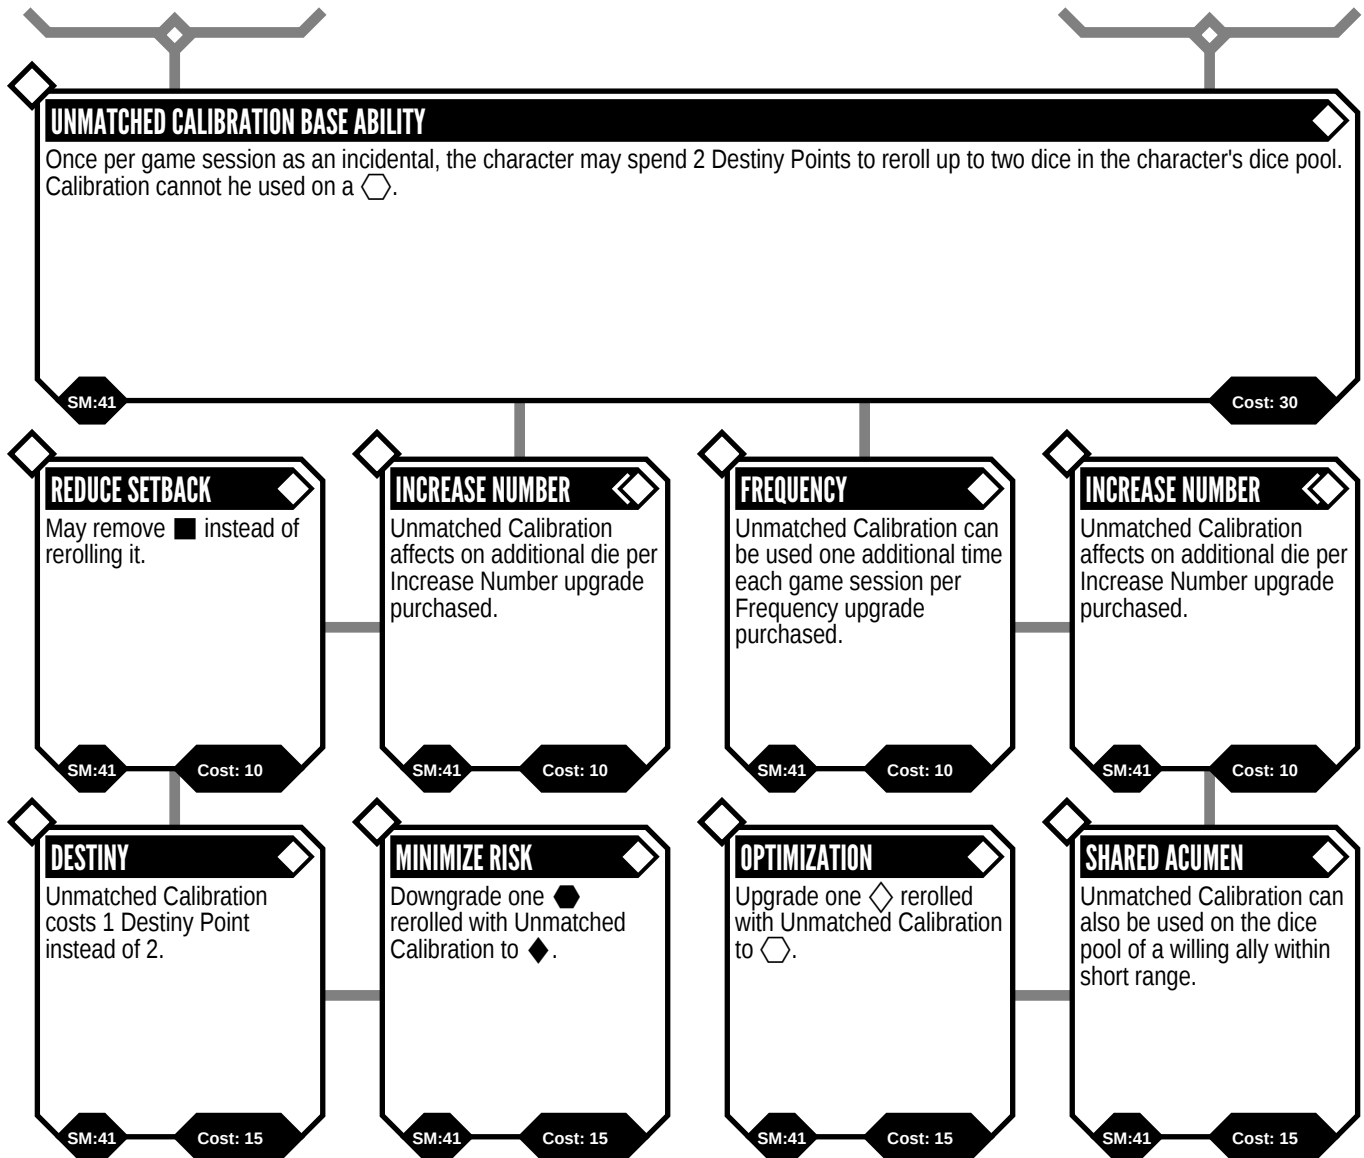 UNMATCHED CALIBRATION BASE ABILITY
Once per game session as an incidental, the character may spend 2 Destiny Points to reroll up to two dice in the character's dice pool.
Calibration cannot he used on a .
SM:41
Cost: 30
REDUCE SETBACK
May remove instead of
rerolling it.
SM:41
Cost: 10
INCREASE NUMBER
Unmatched Calibration
affects on additional die per
Increase Number upgrade
purchased.
SM:41
Cost: 10
FREQUENCY
Unmatched Calibration can
be used one additional time
each game session per
Frequency upgrade
purchased.
SM:41
Cost: 10
INCREASE NUMBER
Unmatched Calibration
affects on additional die per
Increase Number upgrade
purchased.
SM:41
Cost: 10
DESTINY
Unmatched Calibration
costs 1 Destiny Point
instead of 2.
SM:41
Cost: 15
MINIMIZE RISK
Downgrade one
rerolled with Unmatched
Calibration to .
SM:41
Cost: 15
OPTIMIZATION
Upgrade one rerolled
with Unmatched Calibration
to .
SM:41
Cost: 15
SHARED ACUMEN
Unmatched Calibration can
also be used on the dice
pool of a willing ally within
short range.
SM:41
Cost: 15